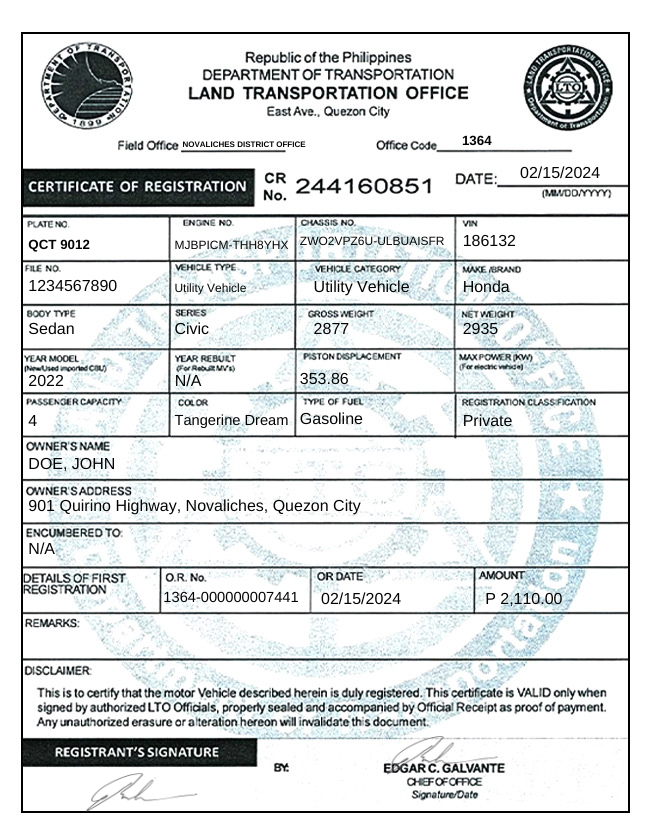 Republic of the Philippines
DEPARTMENT OF TRANSPORTATION
LAND TRANSPORTATION OFFICE
East Ave., Quezon City
DEPARTMENT OF TRANSPORTATION
1899
LAND TRANSPORTATION OFFICE
LTO
Department of Transportation
Field Office NOVALICHES DISTRICT OFFICE Office Code 1364
CERTIFICATE OF REGISTRATION CR No. 244160851 DATE: 02/15/2024
(MM/DD/YYYY)
PLATE NO. ENGINE NO. CHASSIS NO. VIN
QCT 9012 MJBPICM-THH8YHX ZWO2VPZ6U-ULBUAISFR 186132
FILE NO. VEHICLE TYPE VEHICLE CATEGORY MAKE /BRAND
1234567890 Utility Vehicle Utility Vehicle Honda
BODY TYPE SERIES GROSS WEIGHT NET WEIGHT
Sedan Civic 2877 2935
YEAR MODEL YEAR REBUILT PISTON DISPLACEMENT MAX POWER (KW)
(New/Used imported CBU) (For Rebuilt MV's) (For electric vehicle)
2022 N/A 353.86
PASSENGER CAPACITY COLOR TYPE OF FUEL REGISTRATION CLASSIFICATION
4 Tangerine Dream Gasoline Private
OWNER'S NAME
DOE, JOHN
OWNER'S ADDRESS
901 Quirino Highway, Novaliches, Quezon City
ENCUMBERED TO:
N/A
DETAILS OF FIRST REGISTRATION O.R. No. OR DATE AMOUNT
1364-000000007441 02/15/2024 P 2,110.00
REMARKS:
DISCLAIMER:
This is to certify that the motor Vehicle described herein is duly registered. This certificate is VALID only when
signed by authorized LTO Officials, properly sealed and accompanied by Official Receipt as proof of payment.
Any unauthorized erasure or alteration hereon will invalidate this document.
REGISTRANT'S SIGNATURE
BY: EDGAR C. GALVANTE
CHIEF OF OFFICE
Signature/Date